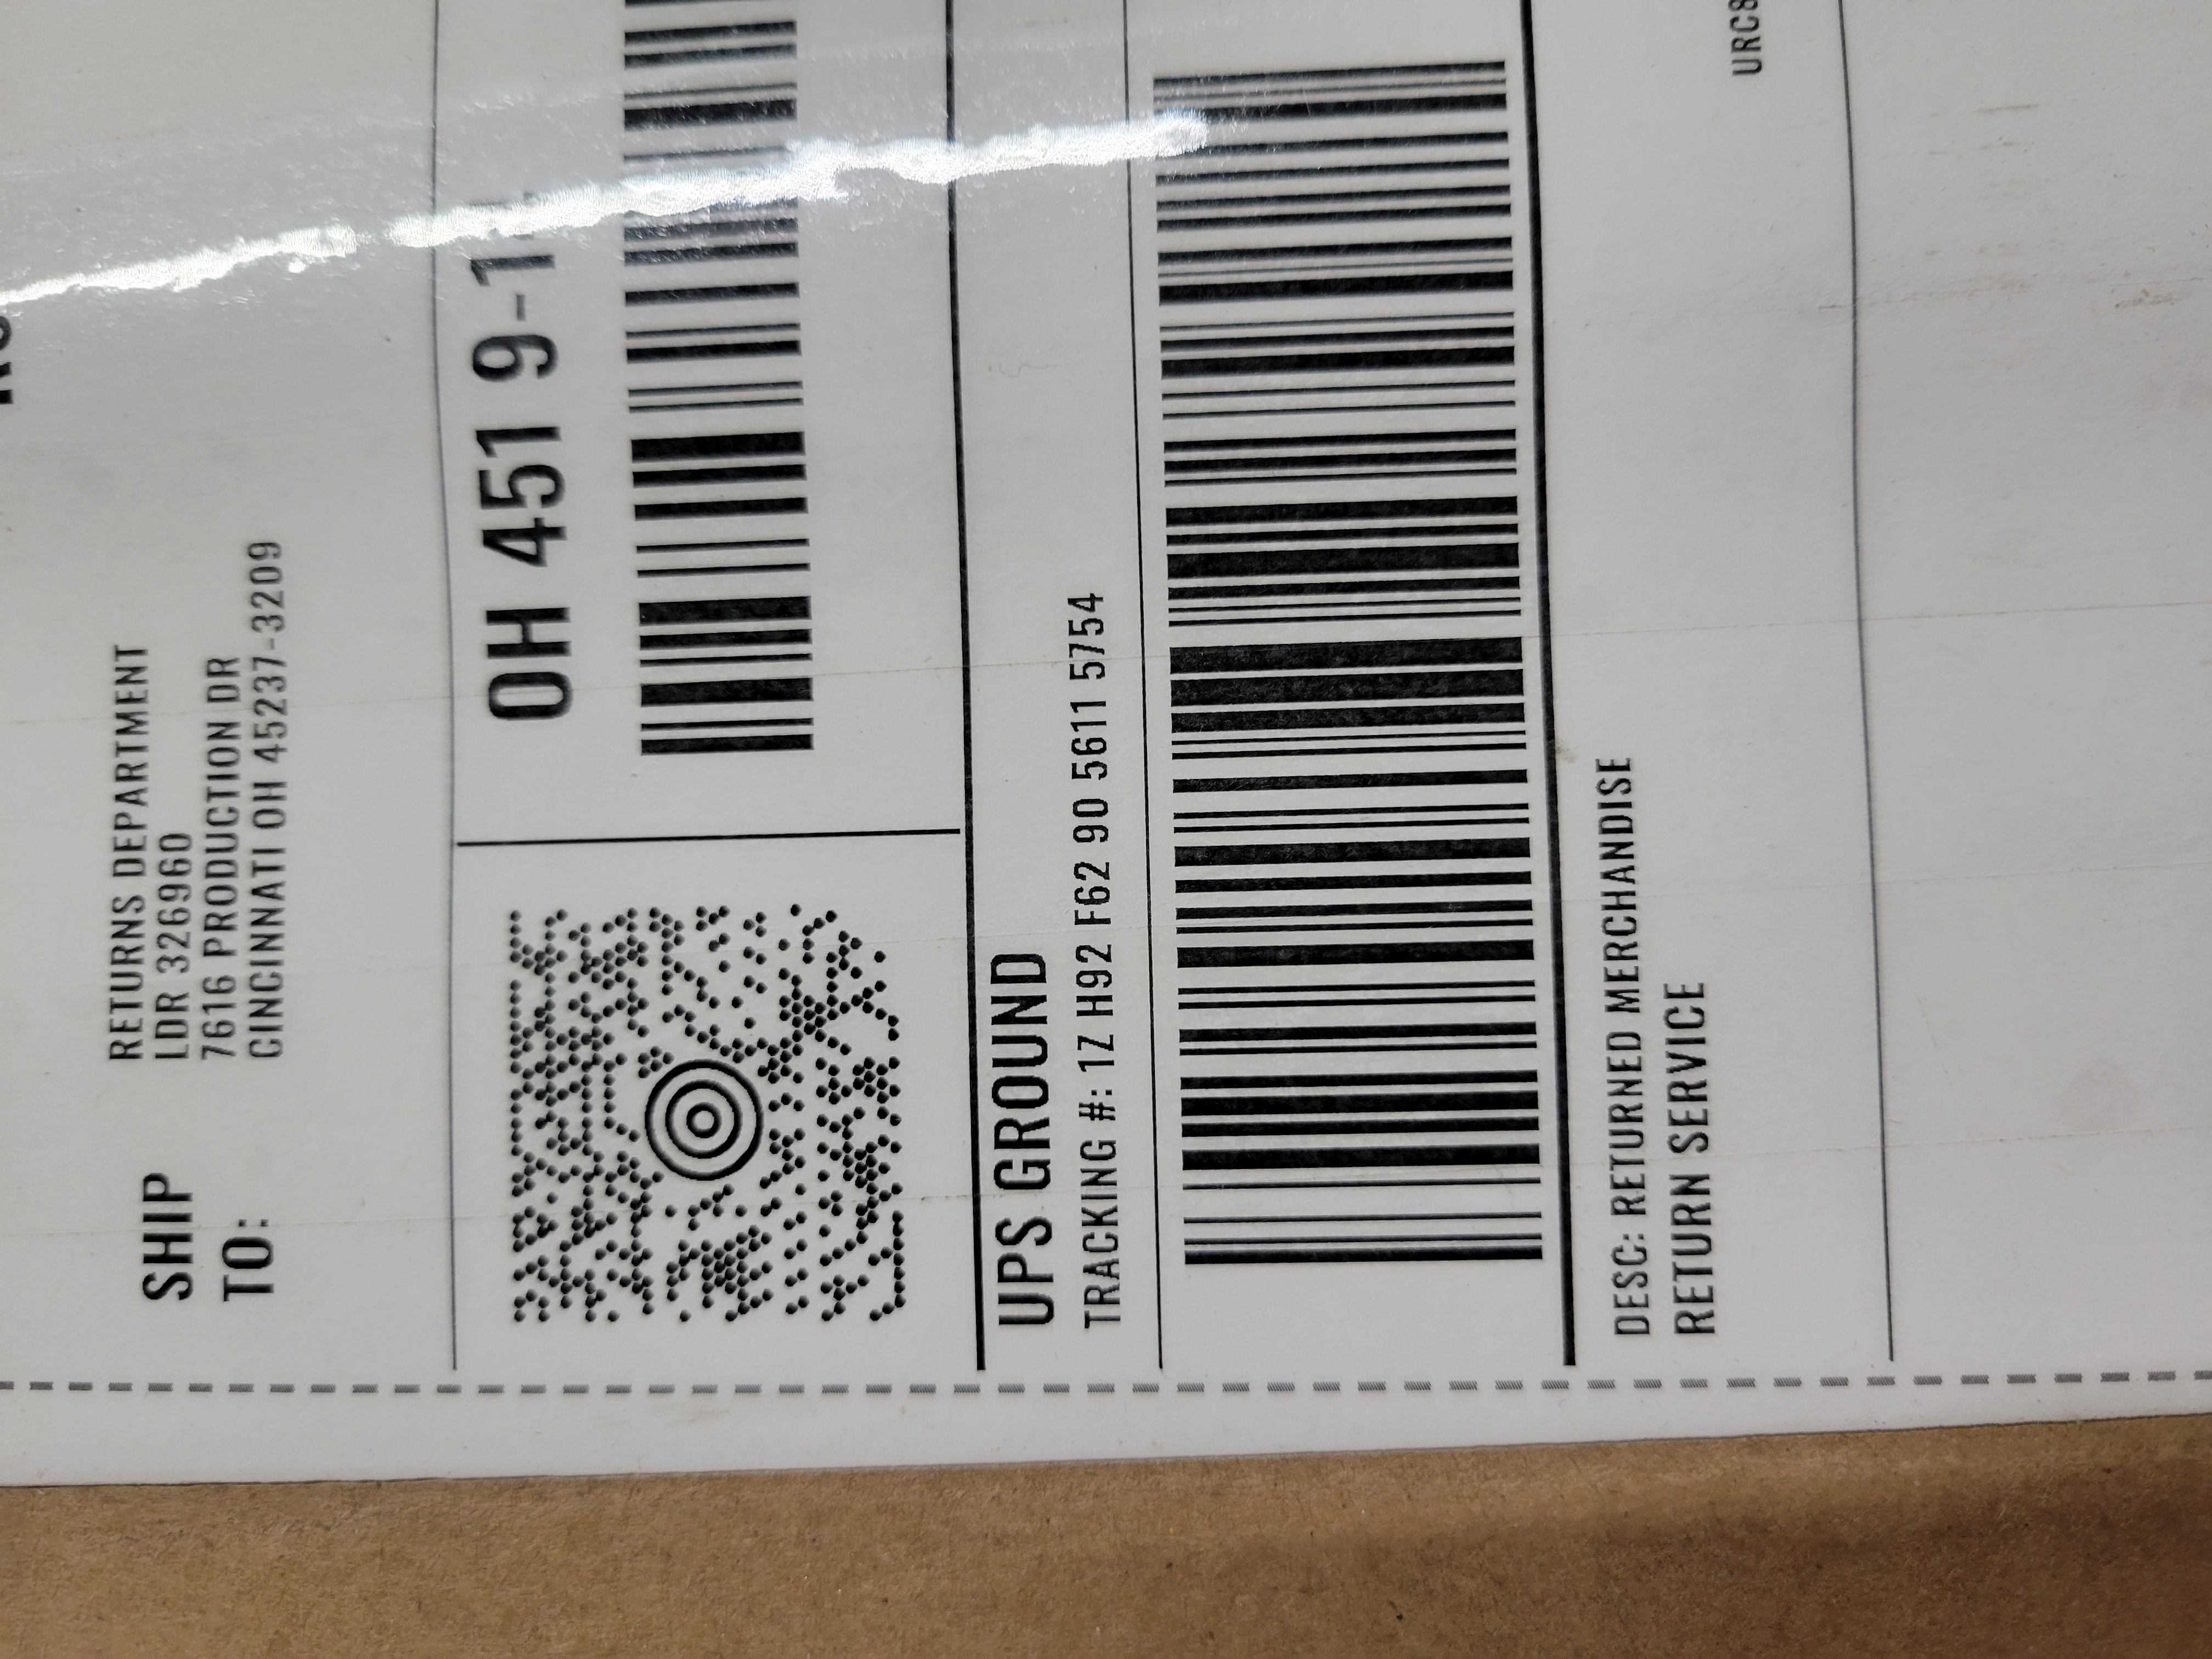 RETURNS DEPARTMENT
LDR 326960
7616 PRODUCTION DR
CINCINNATI OH 45237-3209
SHIP
TO:
OH 451
UPS GROUND
TRACKING #: 1Z H92 F62 90 5611 5754
DESC: RETURNED MERCHANDISE
RETURN SERVICE